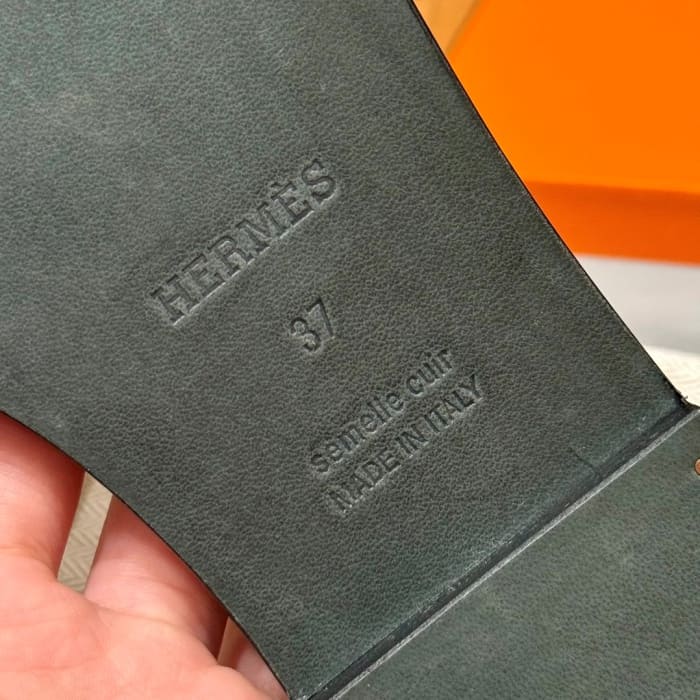 HERMÈS
37
semelle cuir
MADE IN ITALY